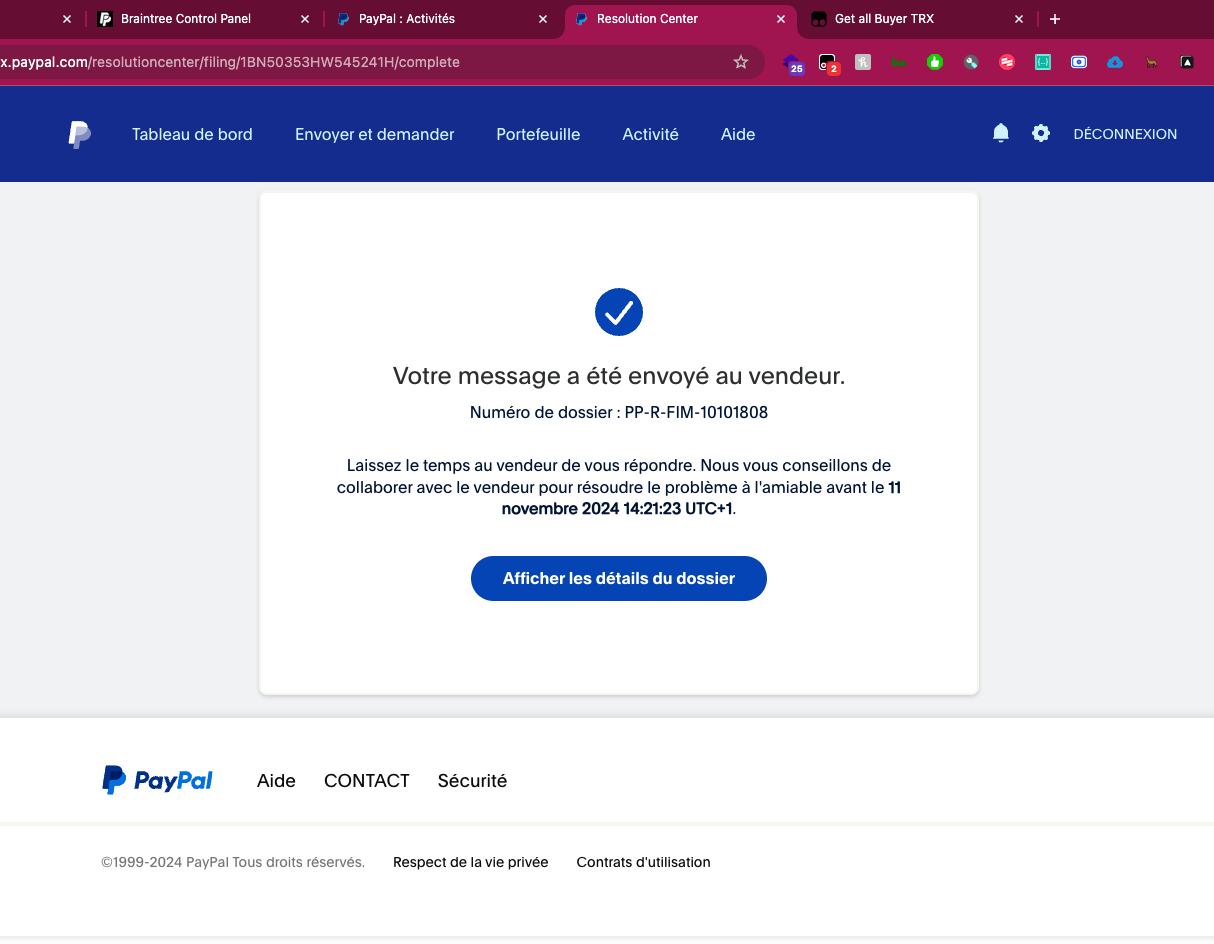 Braintree Control Panel
PayPal : Activités
Resolution Center
Get all Buyer TRX
x.paypal.com/resolutioncenter/filing/1BN50353HW545241H/complete
25
2
Tableau de bord
Envoyer et demander
Portefeuille
Activité
Aide
DÉCONNEXION
Votre message a été envoyé au vendeur.
Numéro de dossier : PP-R-FIM-10101808
Laissez le temps au vendeur de vous répondre. Nous vous conseillons de
collaborer avec le vendeur pour résoudre le problème à l'amiable avant le 11
novembre 2024 14:21:23 UTC+1.
Afficher les détails du dossier
PayPal
Aide
CONTACT
Sécurité
©1999-2024 PayPal Tous droits réservés.
Respect de la vie privée
Contrats d'utilisation